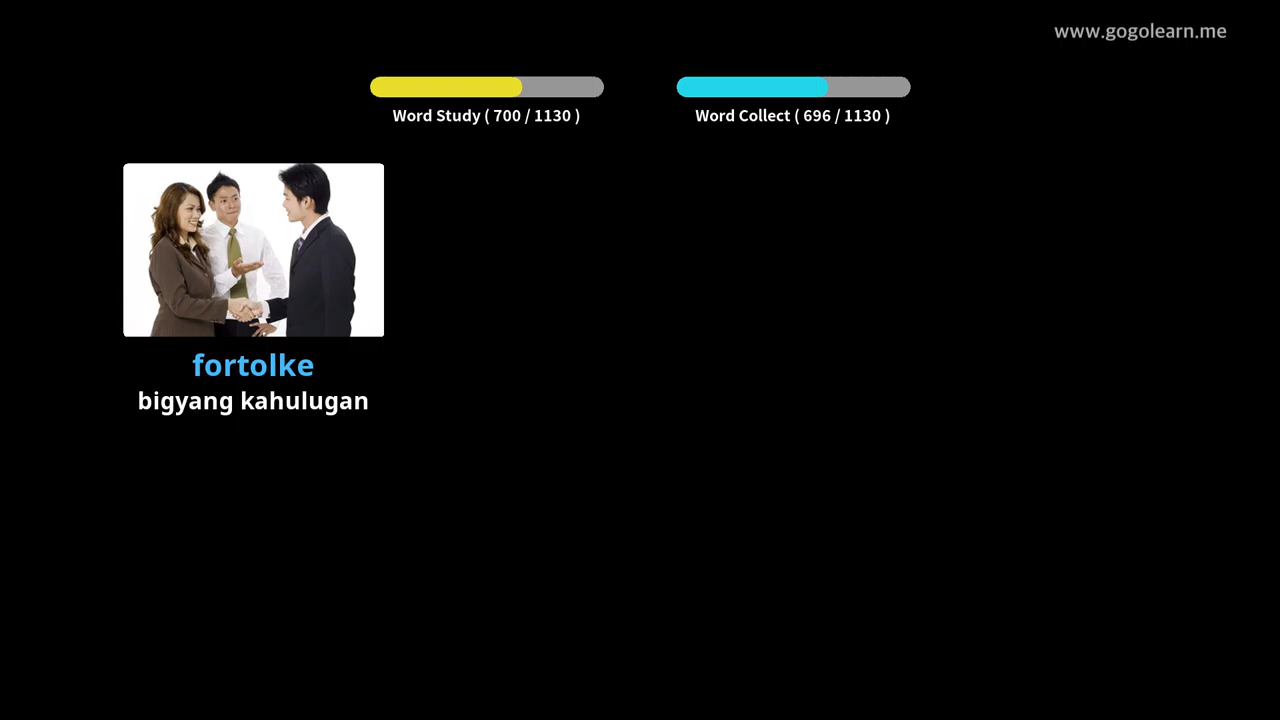 www.gogolearn.me
Word Study ( 700 / 1130 )
Word Collect ( 696 / 1130 )
fortolke
bigyang kahulugan